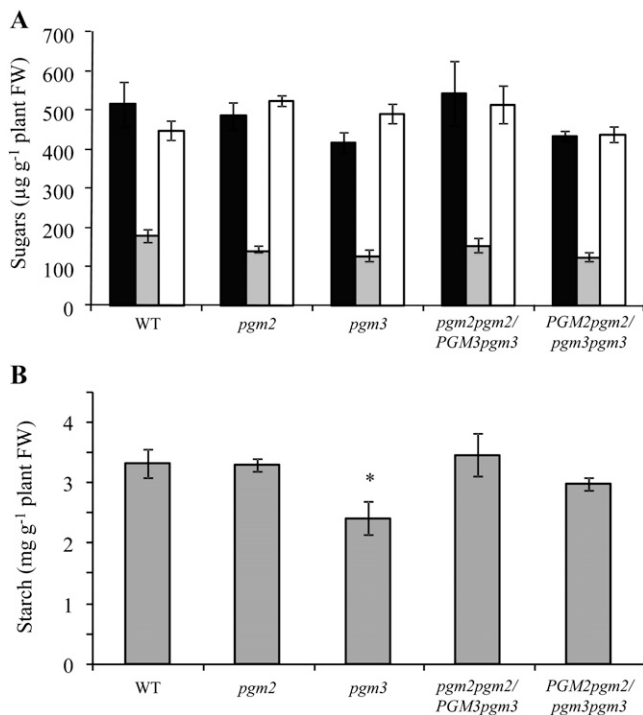 A
Sugars (µg g⁻¹ plant FW)
700
600
500
400
300
200
100
0
WT
pgm2
pgm3
pgm2pgm2/
PGM3pgm3
PGM2pgm2/
pgm3pgm3
B
Starch (mg g⁻¹ plant FW)
4
3
2
1
0
*
WT
pgm2
pgm3
pgm2pgm2/
PGM3pgm3
PGM2pgm2/
pgm3pgm3